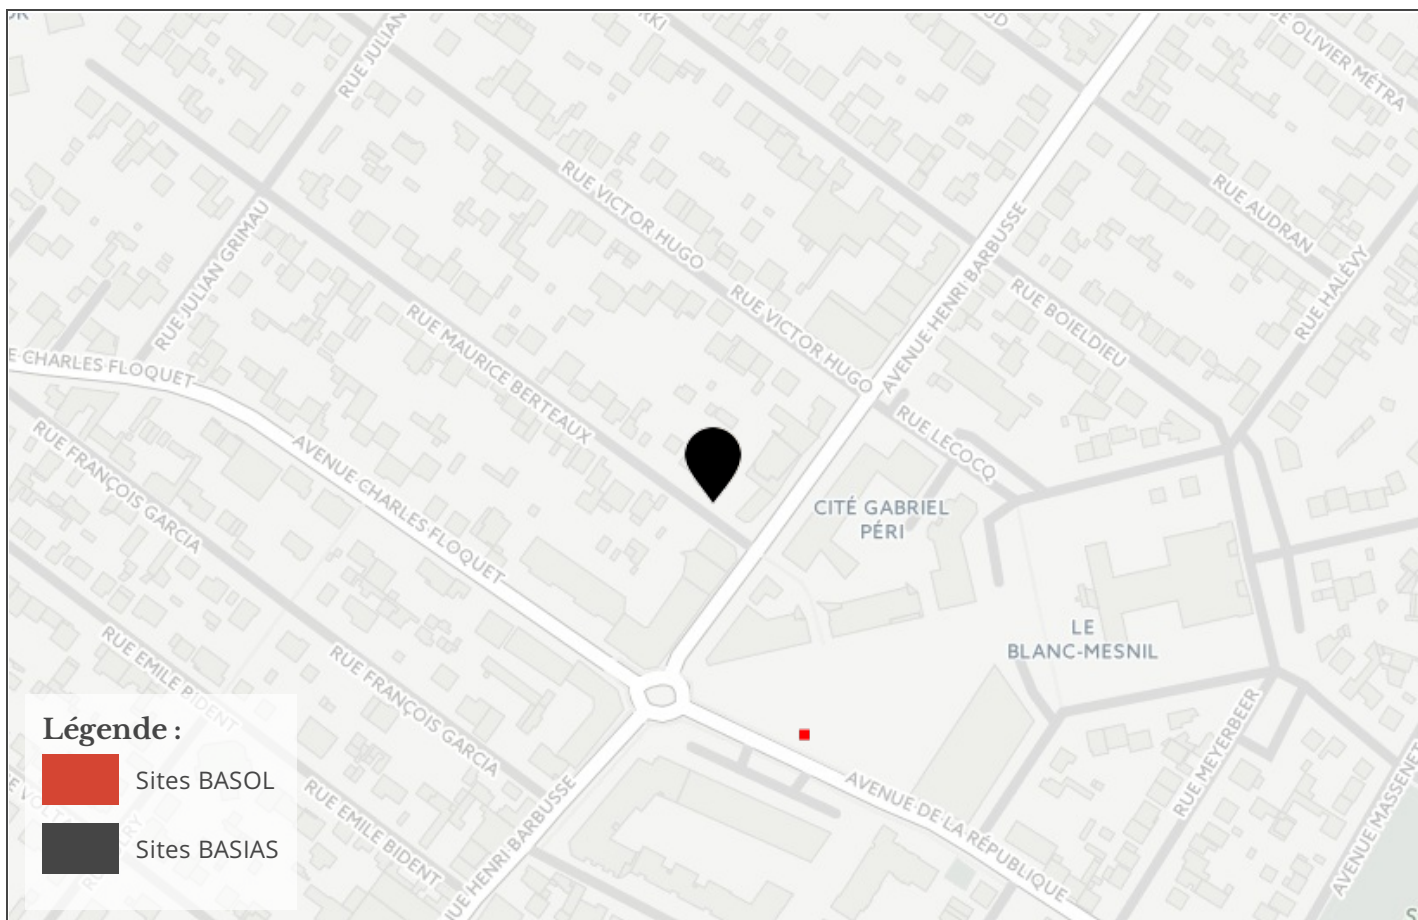 RUE JULIAN
RUE OLIVIER MÉTRA
RUE VICTOR HUGO
RUE AUDRAN
RUE JULIAN GRIMAU
AVENUE HENRI BARBUSSE
RUE HALÉVY
RUE BOIELDIEU
RUE VICTOR HUGO
RUE MAURICE BERTEAUX
E CHARLES FLOQUET
RUE LECOCQ
RUE FRANÇOIS GARCIA
AVENUE CHARLES FLOQUET
CITÉ GABRIEL
PÉRI
LE
BLANC-MESNIL
RUE EMILE BIDENT
RUE FRANÇOIS GARCIA
RUE MEYERBEER
AVENUE MASSENET
AVENUE DE LA RÉPUBLIQUE
RUE EMILE BIDENT
NUE HENRI BARBUSSE
Légende :
Sites BASOL
Sites BASIAS